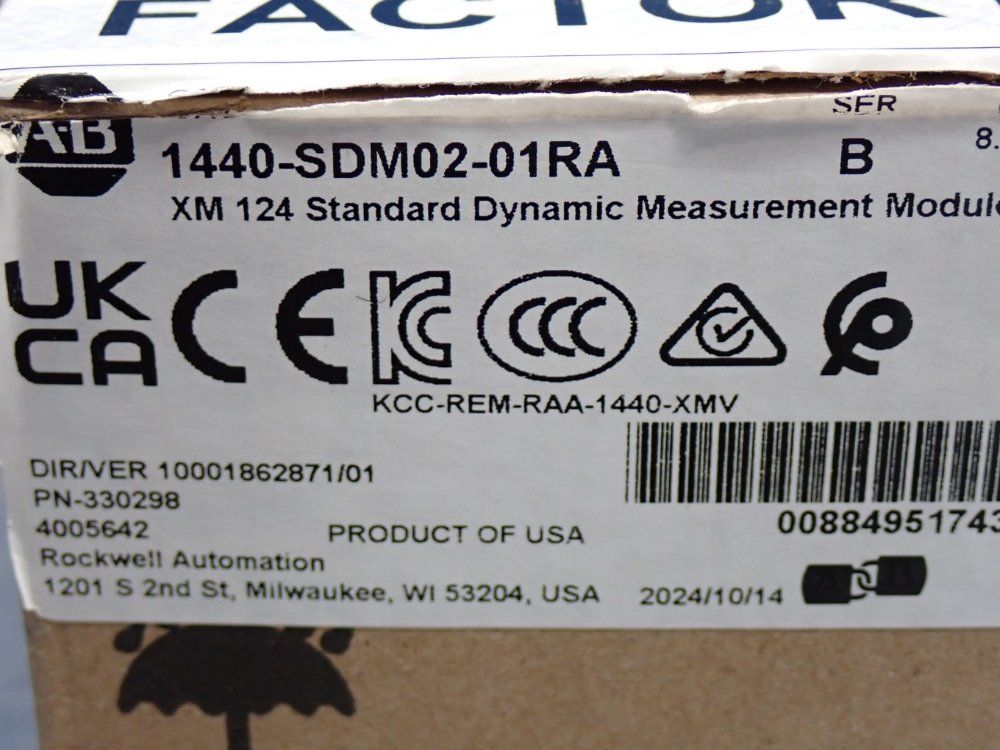 FACTORY
A-B
SER
1440-SDM02-01RA B 8.
XM 124 Standard Dynamic Measurement Module
UK
CA
KCC-REM-RAA-1440-XMV
DIR/VER 10001862871/01
PN-330298
4005642 PRODUCT OF USA
00884951743
Rockwell Automation
1201 S 2nd St, Milwaukee, WI 53204, USA 2024/10/14